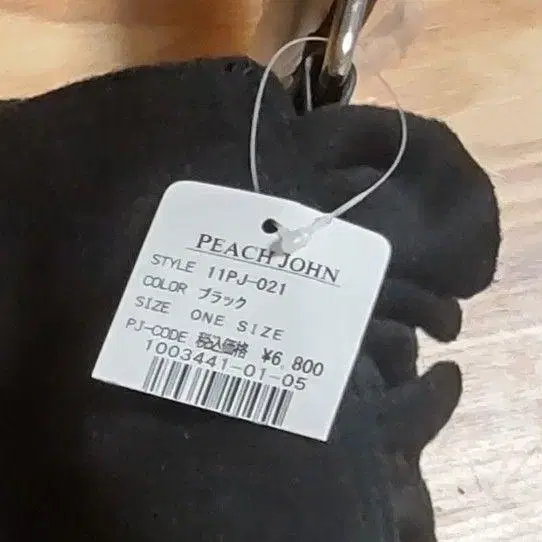 PEACH JOHN
STYLE 11PJ-021
COLOR ブラック
SIZE ONE SIZE
PJ-CODE 税込価格 ¥6,800
1003441-01-05